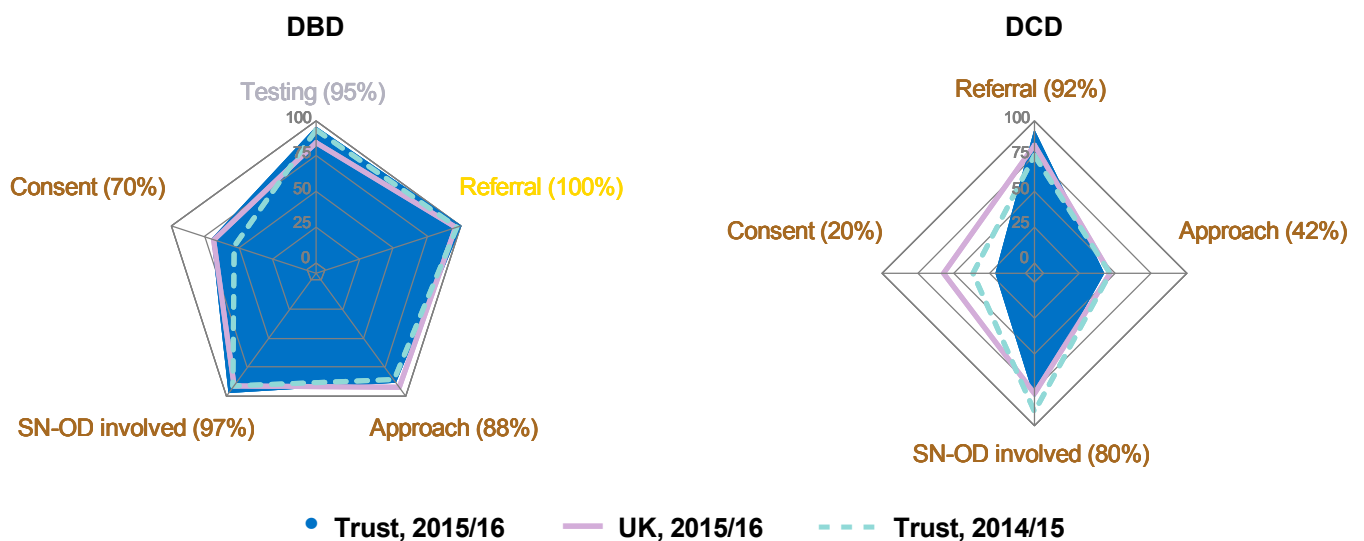 DBD
Testing (95%)
100
75
50
25
0
Consent (70%)
Referral (100%)
SN-OD involved (97%)
Approach (88%)
DCD
Referral (92%)
100
75
50
25
0
Consent (20%)
Approach (42%)
SN-OD involved (80%)
Trust, 2015/16
UK, 2015/16
Trust, 2014/15